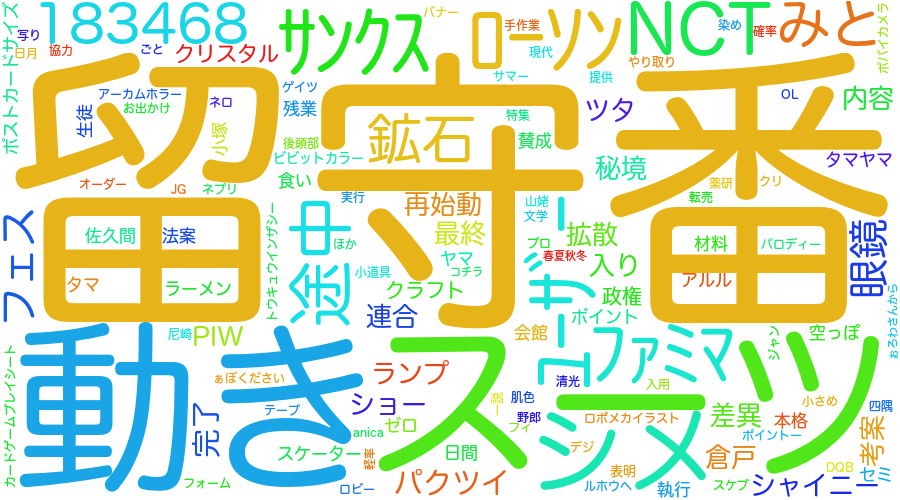 ポストカードサイズ
写り
日月
183468
協力
ごと
クリスタル
サンクス
バナー
ローソン
手作業
現代
NCT
染め
確率
みと
ボバイカメラ
アーカムホラー
お出かけ
ネロ
ゲイツ
残業
サマー
提供
やり取り
OL
内容
生徒
小塚
後頭部
ビビットカラー
鉱石
特集
賛成
ツタ
秘境
タマヤマ
留守番
オーダー
JG
ネプリ
食い
実行
再始動
山姥
文学
薬研
クリ
転売
フェス
佐久間
法案
トウキュウインザシー
途中
ほか
最終
ヤマ
コチラ
小道具
プロ
春夏秋冬
拡散
入り
材料
パロディー
眼鏡
タマ
ラーメン
クラフト
連合
ユーザー
政権
ポイント
アルル
ぉろわさんから
尼崎
PIW
会館
ファミマ
ジャン
空っぽ
動き
スシメツ
カードゲームプレイシート
ぁぼください
ランプ
清光
入用
小さめ
完了
テープ
ショー
肌色
野郎
ロボメカイラスト
差異
本格
四隅
anica
ゼロ
フィ
ポイントー
考案
スケーター
軽率
日間
デジ
倉戸
フォーム
ロビー
パクツイ
表明
ルホウヘ
執行
スケブ
DQB
シャイニー
セミ